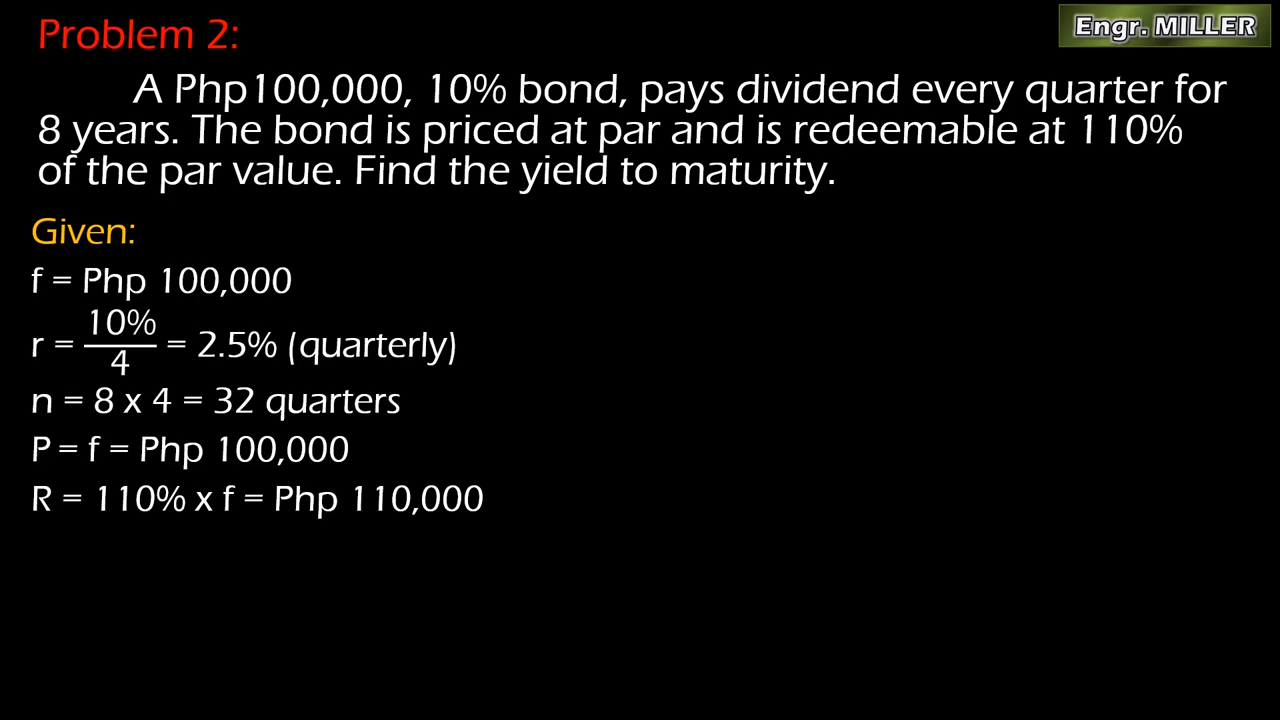 Problem 2:
Engr. MILLER
A Php100,000, 10% bond, pays dividend every quarter for
8 years. The bond is priced at par and is redeemable at 110%
of the par value. Find the yield to maturity.
Given:
f = Php 100,000
r = 10%/4 = 2.5% (quarterly)
n = 8 x 4 = 32 quarters
P = f = Php 100,000
R = 110% x f = Php 110,000